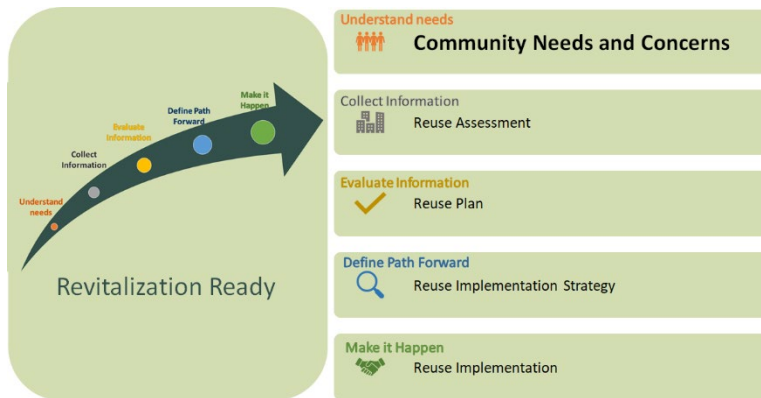 Make it
Happen
Define Path
Forward
Evaluate
Information
Collect
Information
Understand
needs
Revitalization Ready
Understand needs
Community Needs and Concerns
Collect Information
Reuse Assessment
Evaluate Information
Reuse Plan
Define Path Forward
Reuse Implementation Strategy
Make it Happen
Reuse Implementation